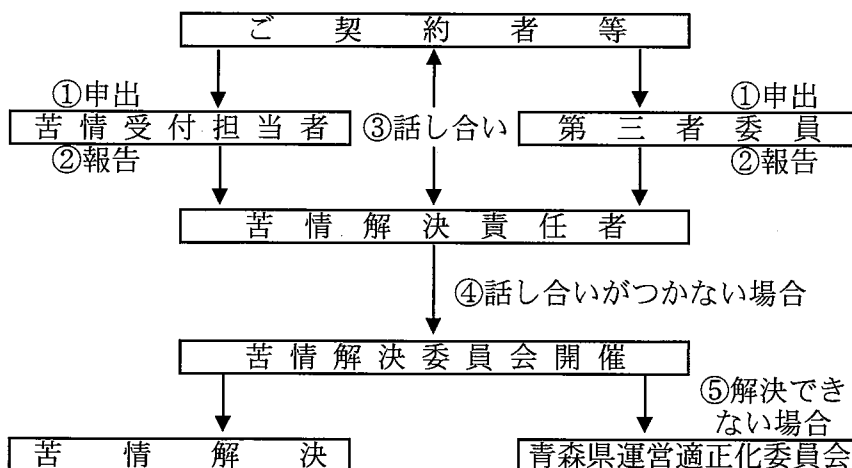 ご契約者等
①申出
①申出
苦情受付担当者
③話し合い
第三者委員
②報告
②報告
苦情解決責任者
④話し合いがつかない場合
苦情解決委員会開催
⑤解決でき
ない場合
苦情解決
青森県運営適正化委員会